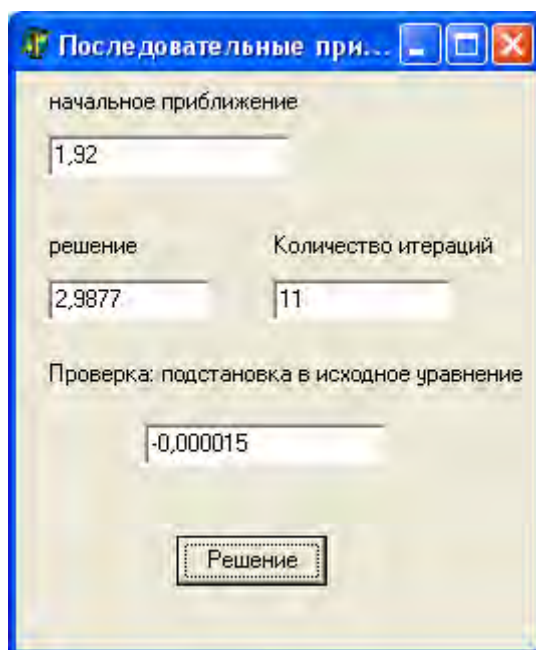 Последовательные при...
начальное приближение
1,92
решение Количество итераций
2,9877 11
Проверка: подстановка в исходное уравнение
-0,000015
Решение